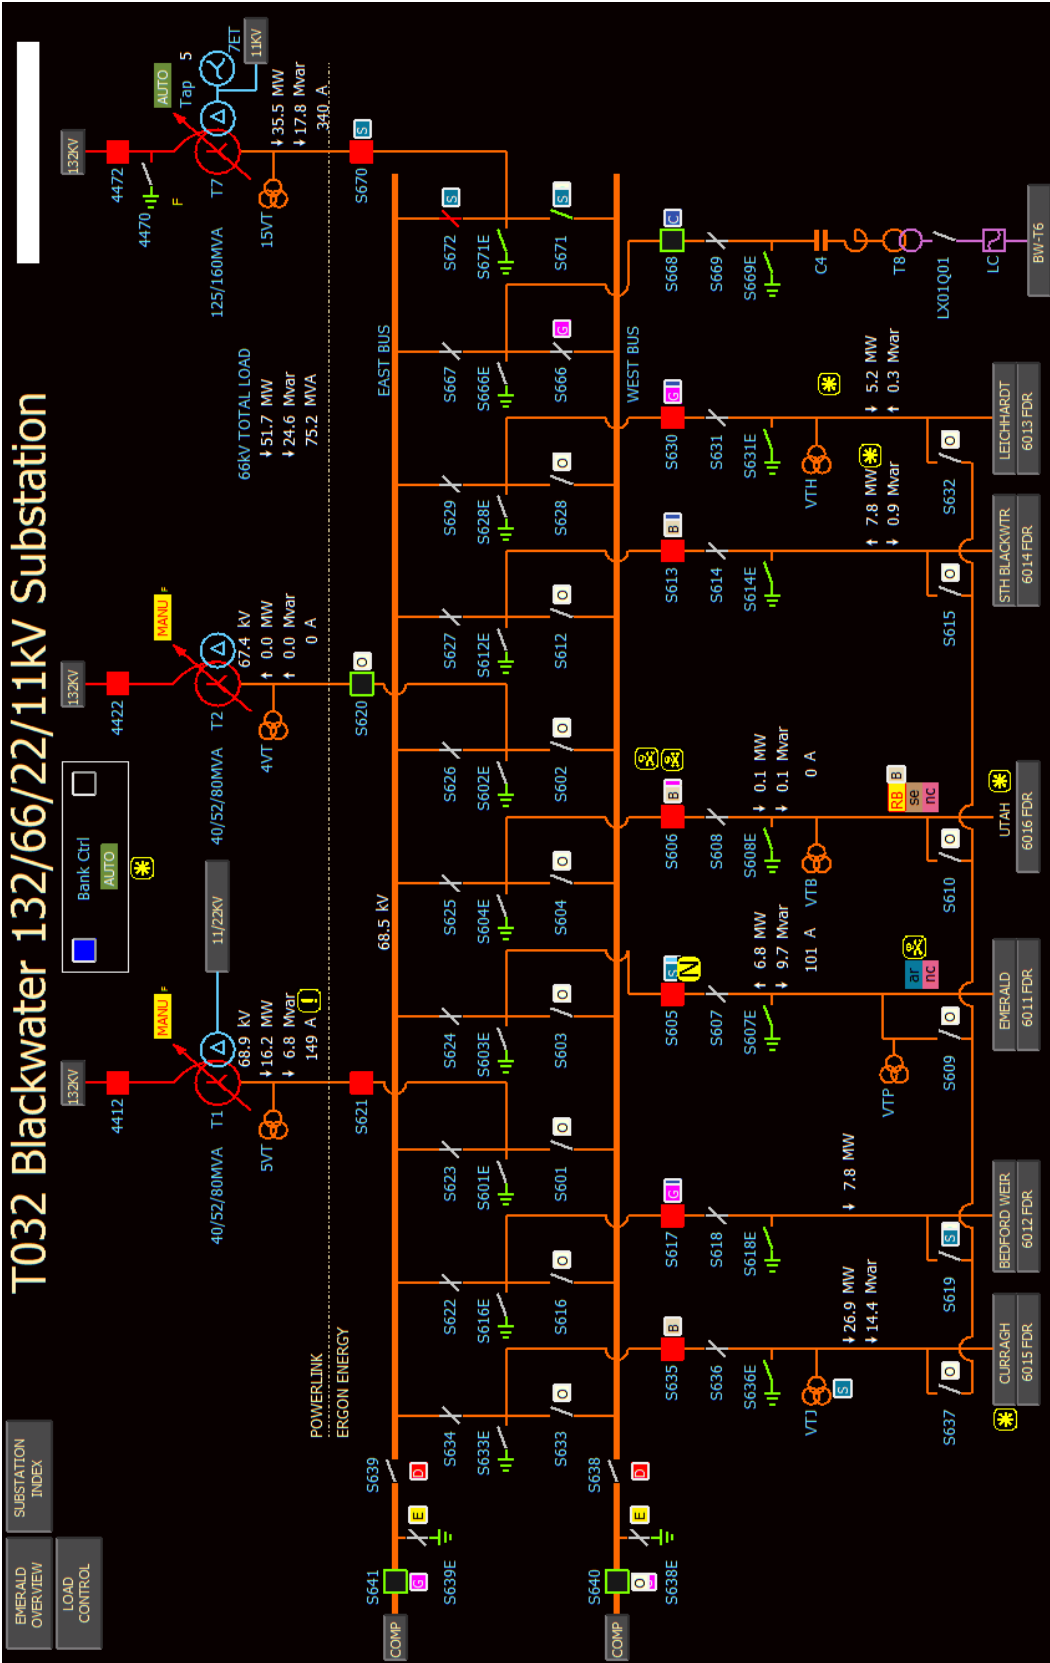 T032 Blackwater 132/66/22/11kV Substation
EMERALD
OVERVIEW
SUBSTATION
INDEX
LOAD
CONTROL
Bank Ctrl
AUTO
132KV
4412
MANU F
T1
40/52/80MVA
11/22KV
5VT
68.9 kV
↓ 16.2 MW
↓ 6.8 Mvar
149 A !
S621
132KV
4422
MANU F
T2
40/52/80MVA
4VT
67.4 kV
↑ 0.0 MW
↑ 0.0 Mvar
0 A
S620 O
66kV TOTAL LOAD
↓ 51.7 MW
↓ 24.6 Mvar
75.2 MVA
132KV
4472
4470
F
AUTO
Tap 5
T7
7ET
11KV
125/160MVA
15VT
↓ 35.5 MW
↓ 17.8 Mvar
340 A
S670 S
POWERLINK
ERGON ENERGY
68.5 kV
EAST BUS
WEST BUS
COMP
S641
G
S639E
E
S639
D
COMP
S640
O
S638E
E
S638
D
S634
S633E
S633 O
S622
S616E
S616 O
S623
S601E
S601 O
S624
S603E
S603 O
S625
S604E
S604 O
S626
S602E
S602 O
S627
S612E
S612 O
S629
S628E
S628 O
S667
S666E
S666 G
S672 S
S671E
S671 S
S635 B
S636
S636E
VTJ S
↓ 26.9 MW
↓ 14.4 Mvar
S637 O
CURRAGH
6015 FDR
S617 G
S618
S618E
↓ 7.8 MW
S619 S
BEDFORD WEIR
6012 FDR
S605 S
N
S607
S607E
↑ 6.8 MW
↓ 9.7 Mvar
101 A
VTP
ar
nc
S609 O
EMERALD
6011 FDR
S606 B
S608
S608E
VTB
↓ 0.1 MW
↓ 0.1 Mvar
0 A
RB B
se
nc
S610 O
UTAH
6016 FDR
S613 B
S614
S614E
↑ 7.8 MW
↓ 0.9 Mvar
S615 O
STH BLACKWTR
6014 FDR
S630 G
S631
S631E
VTH
↓ 5.2 MW
↑ 0.3 Mvar
S632 O
LEICHHARDT
6013 FDR
S668 C
S669
S669E
C4
T8
LX01Q01
LC
BW-T6